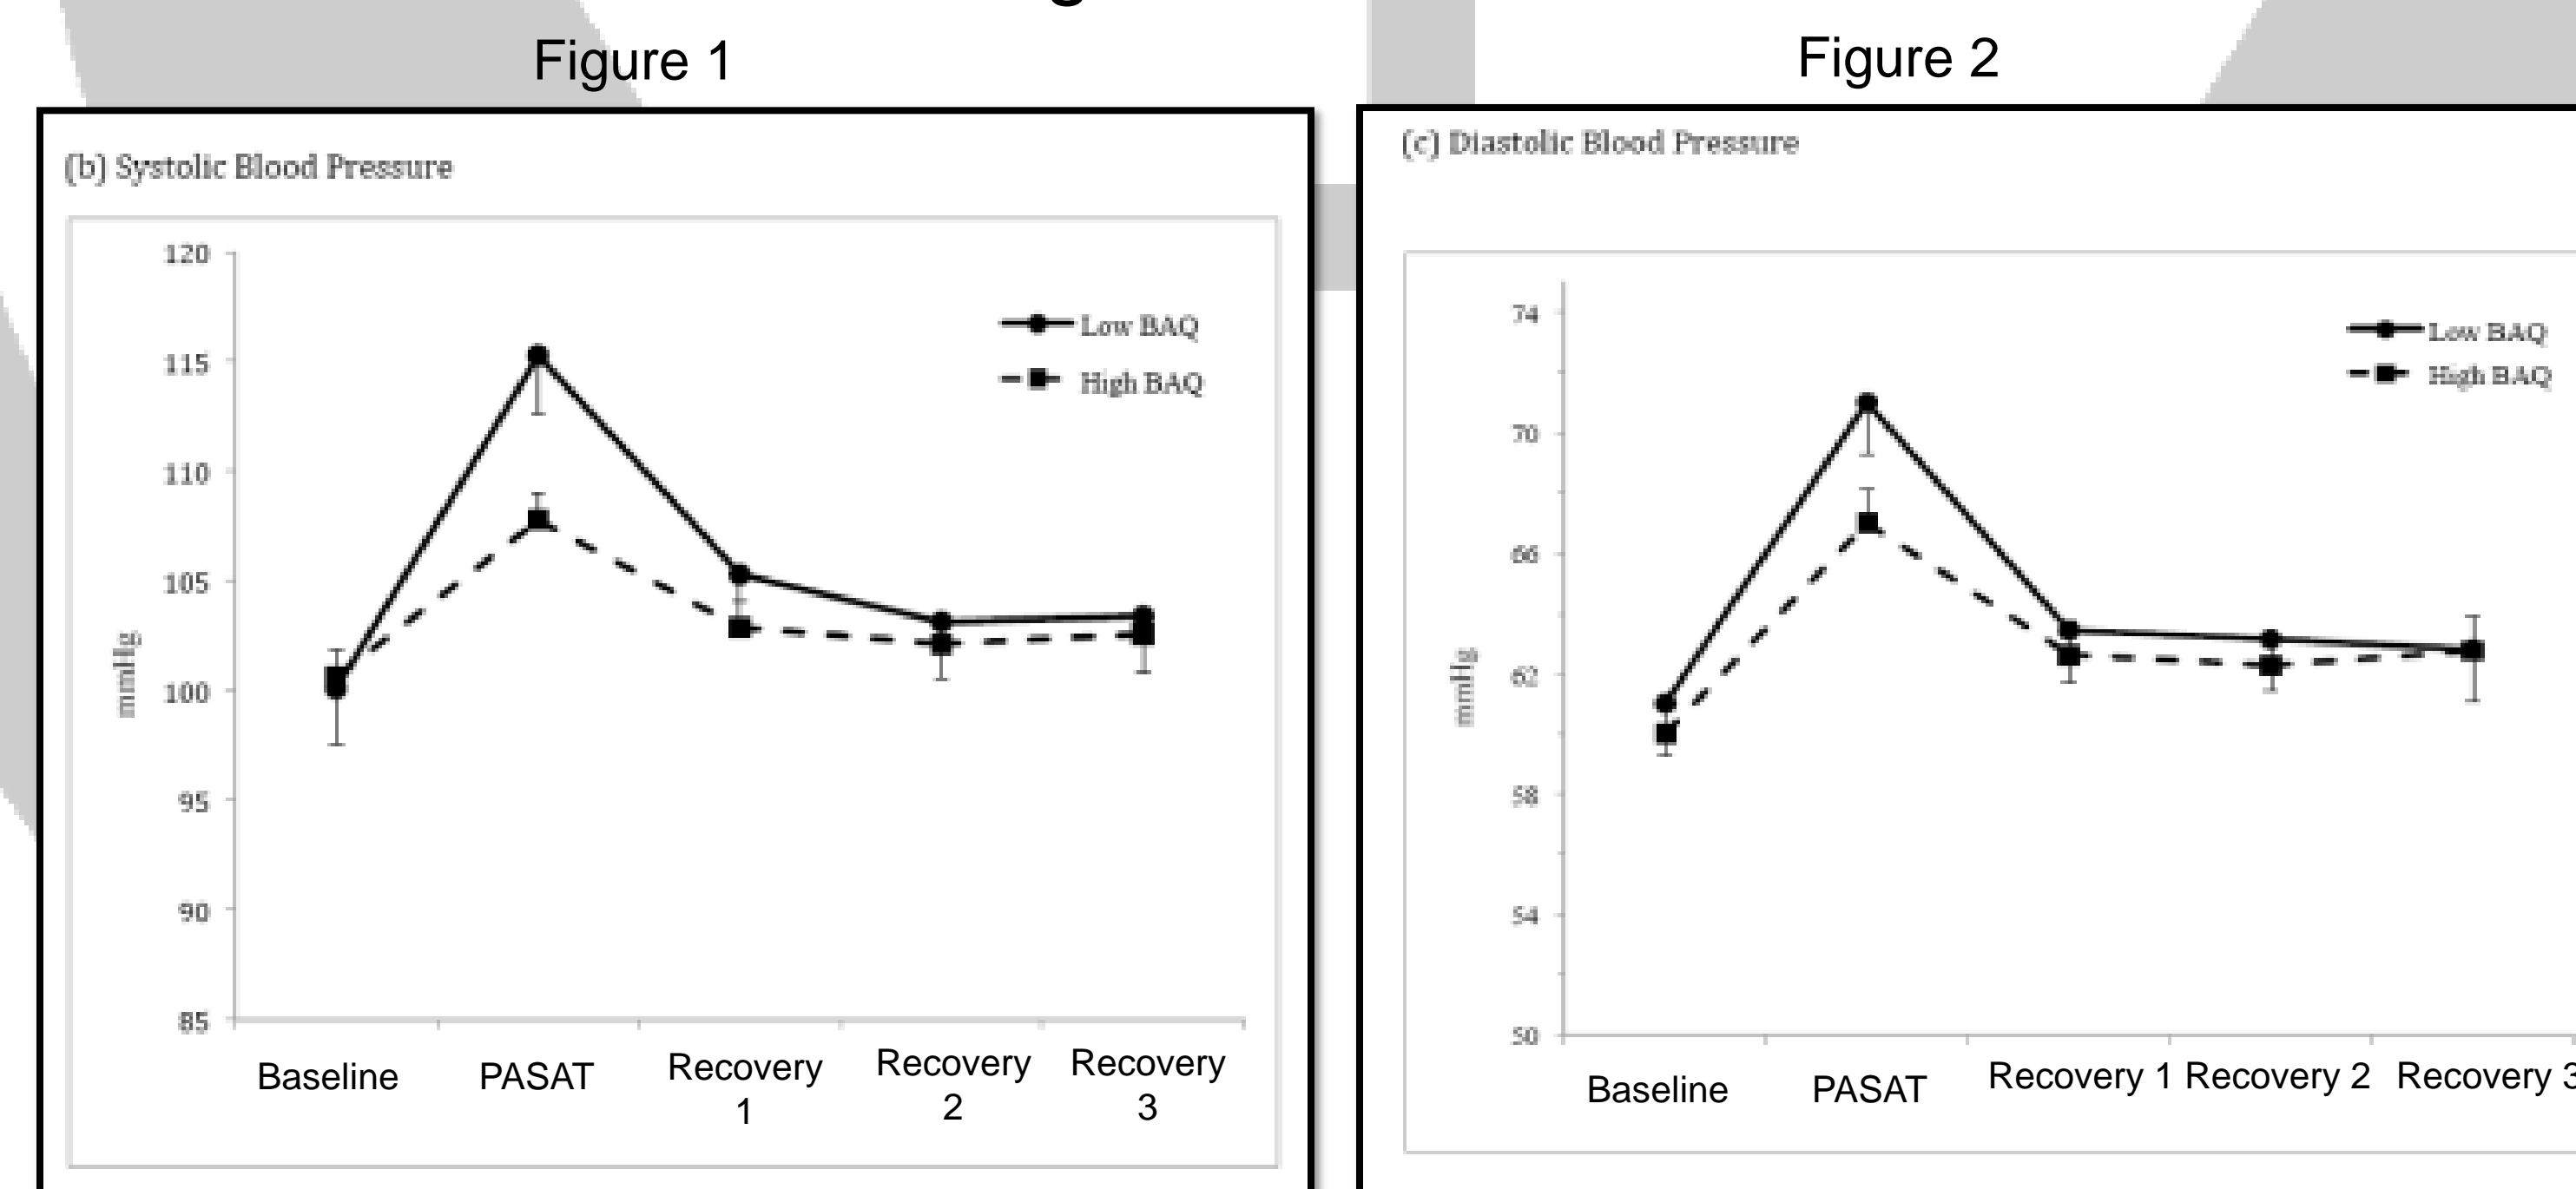 Figure 1
(b) Systolic Blood Pressure
120
115
110
105
100
95
90
85
mmHg
Low BAQ
High BAQ
Baseline
PASAT
Recovery
1
Recovery
2
Recovery
3
Figure 2
(c) Diastolic Blood Pressure
74
70
66
62
58
54
50
mmHg
Low BAQ
High BAQ
Baseline
PASAT
Recovery 1
Recovery 2
Recovery 3